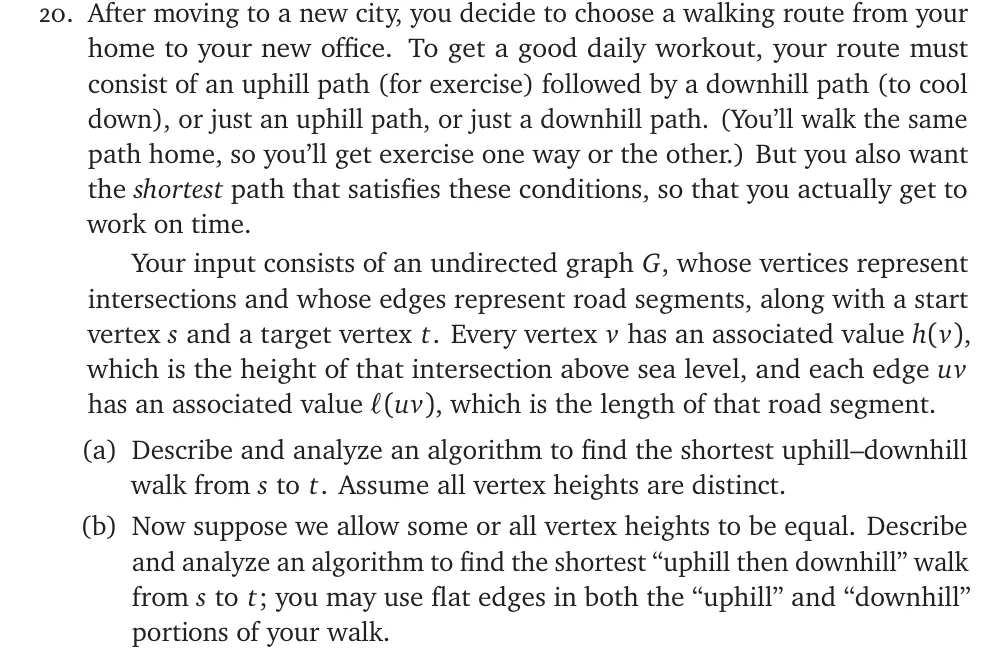 20. After moving to a new city, you decide to choose a walking route from your
home to your new office. To get a good daily workout, your route must
consist of an uphill path (for exercise) followed by a downhill path (to cool
down), or just an uphill path, or just a downhill path. (You’ll walk the same
path home, so you’ll get exercise one way or the other.) But you also want
the shortest path that satisfies these conditions, so that you actually get to
work on time.
Your input consists of an undirected graph G, whose vertices represent
intersections and whose edges represent road segments, along with a start
vertex s and a target vertex t. Every vertex v has an associated value h(v),
which is the height of that intersection above sea level, and each edge uv
has an associated value ℓ(uv), which is the length of that road segment.
(a) Describe and analyze an algorithm to find the shortest uphill–downhill
walk from s to t. Assume all vertex heights are distinct.
(b) Now suppose we allow some or all vertex heights to be equal. Describe
and analyze an algorithm to find the shortest “uphill then downhill” walk
from s to t; you may use flat edges in both the “uphill” and “downhill”
portions of your walk.